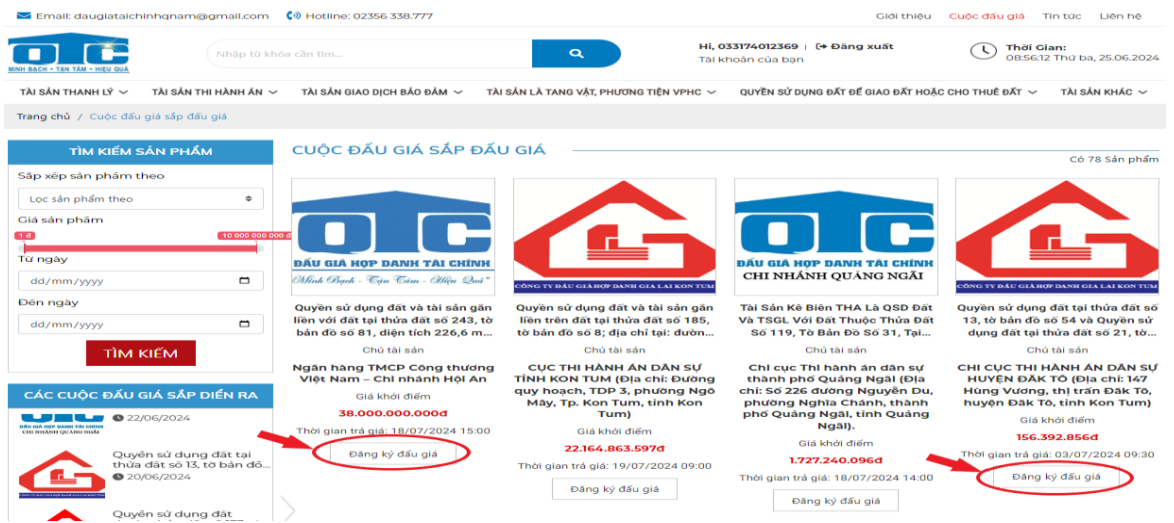 Email: daugiataichinhqnam@gmail.com
Hotline: 02356 338.777
Giới thiệu
Cuộc đấu giá
Tin tức
Liên hệ
QTC
MINH BẠCH - TẬN TÂM - HIỆU QUẢ
Nhập từ khóa cần tìm...
Hi, 033174012369 | Đăng xuất
Tài khoản của bạn
Thời Gian:
08:56:12 Thứ ba, 25.06.2024
TÀI SẢN THANH LÝ
TÀI SẢN THI HÀNH ÁN
TÀI SẢN GIAO DỊCH BẢO ĐẢM
TÀI SẢN LÀ TANG VẬT, PHƯƠNG TIỆN VPHC
QUYỀN SỬ DỤNG ĐẤT ĐỂ GIAO ĐẤT HOẶC CHO THUÊ ĐẤT
TÀI SẢN KHÁC
Trang chủ / Cuộc đấu giá sắp đấu giá
TÌM KIẾM SẢN PHẨM
Sắp xếp sản phẩm theo
Lọc sản phẩm theo
Giá sản phẩm
1 đ
10 000 000 000 đ
Từ ngày
dd/mm/yyyy
Đến ngày
dd/mm/yyyy
TÌM KIẾM
CÁC CUỘC ĐẤU GIÁ SẮP DIỄN RA
22/06/2024
Quyền sử dụng đất tại
thửa đất số 13, tờ bản đồ...
20/06/2024
Quyền sử dụng đất
CUỘC ĐẤU GIÁ SẮP ĐẤU GIÁ
Có 78 Sản phẩm
QTC
ĐẤU GIÁ HỢP DANH TÀI CHÍNH
Minh Bạch - Tận Tâm - Hiệu Quả"
Quyền sử dụng đất và tài sản gắn
liền với đất tại thửa đất số 243, tờ
bản đồ số 81, diện tích 226,6 m...
Chủ tài sản
Ngân hàng TMCP Công thương
Việt Nam – Chi nhánh Hội An
Giá khởi điểm
38.000.000.000đ
Thời gian trả giá: 18/07/2024 15:00
Đăng ký đấu giá
CÔNG TY ĐẤU GIÁ HỢP DANH GIA LAI KON TUM
Quyền sử dụng đất và tài sản gắn
liền trên đất tại thửa đất số 185,
tờ bản đồ số 8; địa chỉ tại: đườn...
Chủ tài sản
CỤC THI HÀNH ÁN DÂN SỰ
TỈNH KON TUM (Địa chỉ: Đường
quy hoạch, TDP 3, phường Ngô
Mây, Tp. Kon Tum, tỉnh Kon
Tum)
Giá khởi điểm
22.164.863.597đ
Thời gian trả giá: 19/07/2024 09:00
Đăng ký đấu giá
QTC
ĐẤU GIÁ HỢP DANH TÀI CHÍNH
CHI NHÁNH QUẢNG NGÃI
Tài Sản Kê Biên THA Là QSD Đất
Và TSGL Với Đất Thuộc Thửa Đất
Số 119, Tờ Bản Đồ Số 31, Tại...
Chủ tài sản
Chi cục Thi hành án dân sự
thành phố Quảng Ngãi (Địa
chỉ: Số 226 đường Nguyễn Du,
phường Nghĩa Chánh, thành
phố Quảng Ngãi, tỉnh Quảng
Ngãi).
Giá khởi điểm
1.727.240.096đ
Thời gian trả giá: 18/07/2024 14:00
Đăng ký đấu giá
CÔNG TY ĐẤU GIÁ HỢP DANH GIA LAI KON TUM
Quyền sử dụng đất tại thửa đất số
13, tờ bản đồ số 54 và Quyền sử
dụng đất tại thửa đất số 21, tờ...
Chủ tài sản
CHI CỤC THI HÀNH ÁN DÂN SỰ
HUYỆN ĐĂK TÔ (Địa chỉ: 147
Hùng Vương, thị trấn Đăk Tô,
huyện Đăk Tô, tỉnh Kon Tum)
Giá khởi điểm
156.392.856đ
Thời gian trả giá: 03/07/2024 09:30
Đăng ký đấu giá